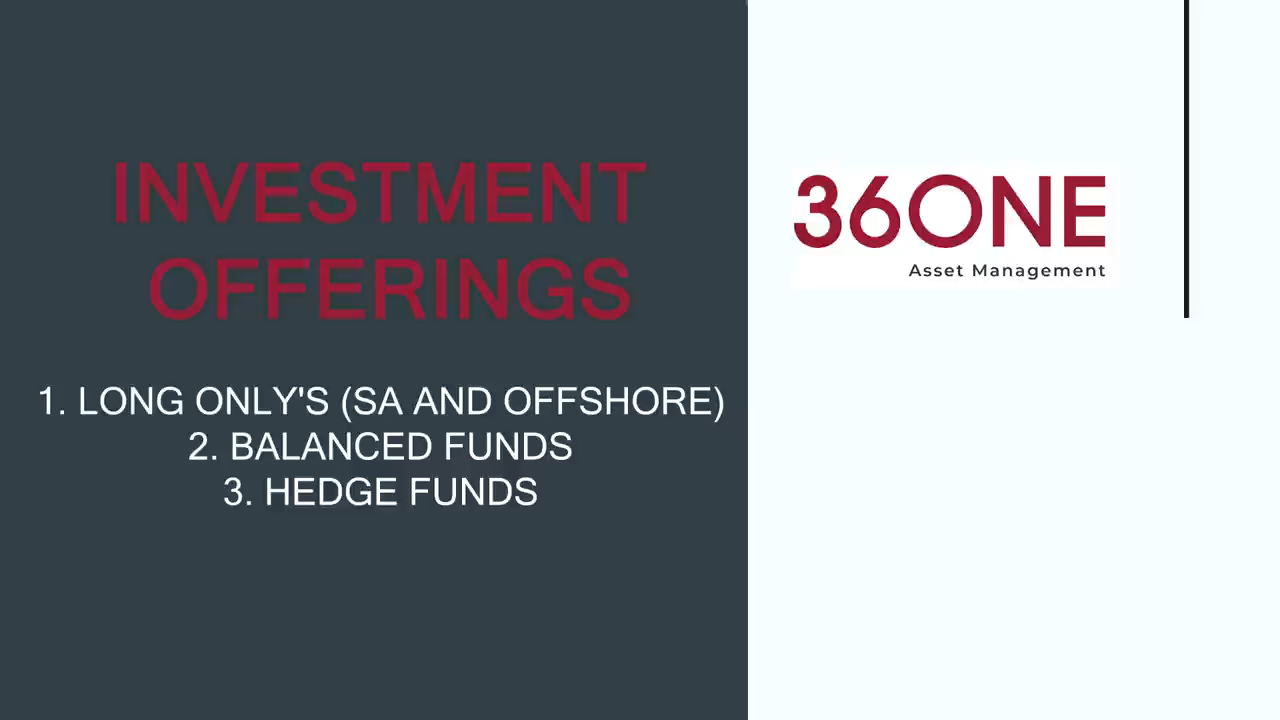 INVESTMENT
OFFERINGS
1. LONG ONLY'S (SA AND OFFSHORE)
2. BALANCED FUNDS
3. HEDGE FUNDS
36ONE
Asset Management